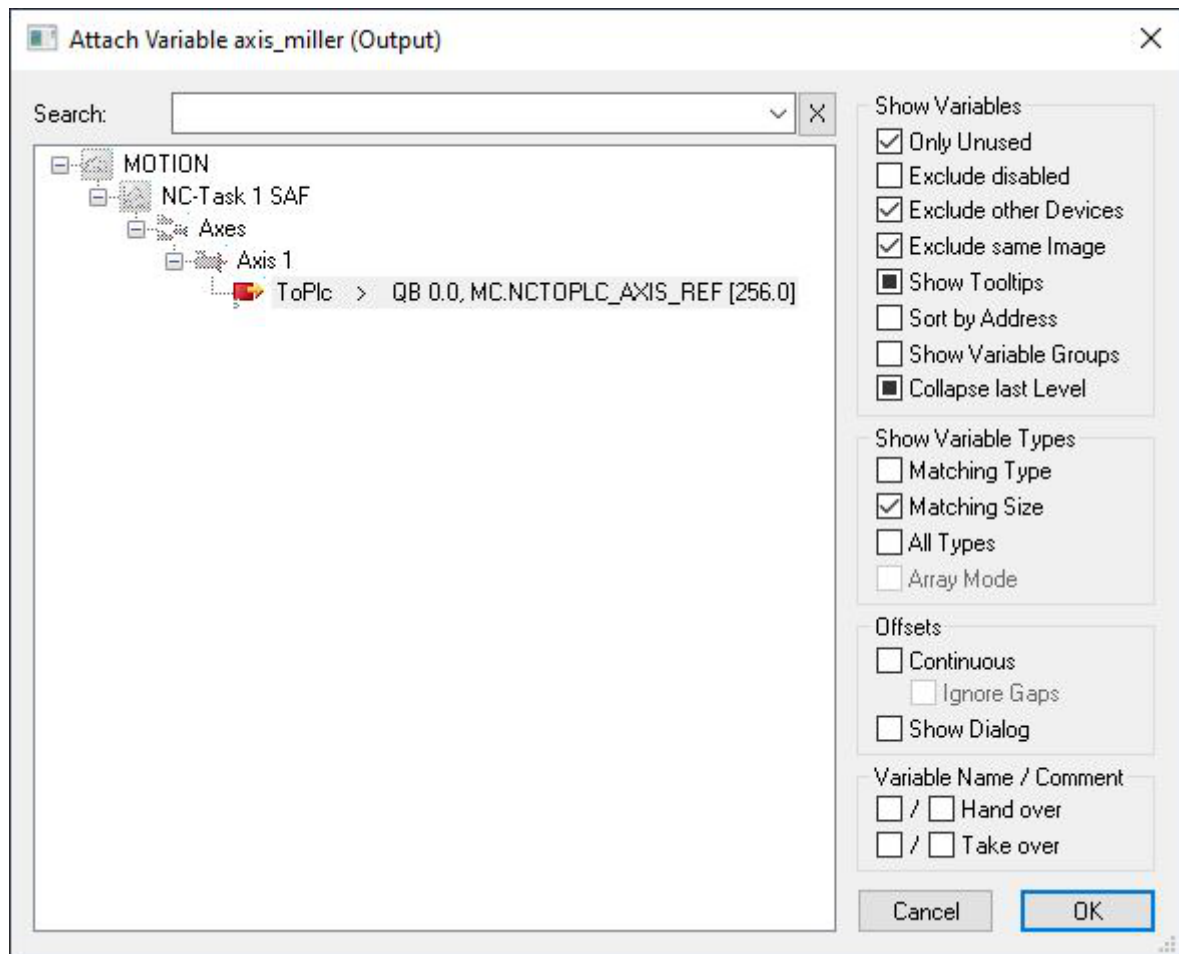 Attach Variable axis_miller (Output)
Search:
X
MOTION
NC-Task 1 SAF
Axes
Axis 1
ToPlc > QB 0.0, MC.NCTOPLC_AXIS_REF [256.0]
Show Variables
Only Unused
Exclude disabled
Exclude other Devices
Exclude same Image
Show Tooltips
Sort by Address
Show Variable Groups
Collapse last Level
Show Variable Types
Matching Type
Matching Size
All Types
Array Mode
Offsets
Continuous
Ignore Gaps
Show Dialog
Variable Name / Comment
/ Hand over
/ Take over
Cancel
OK